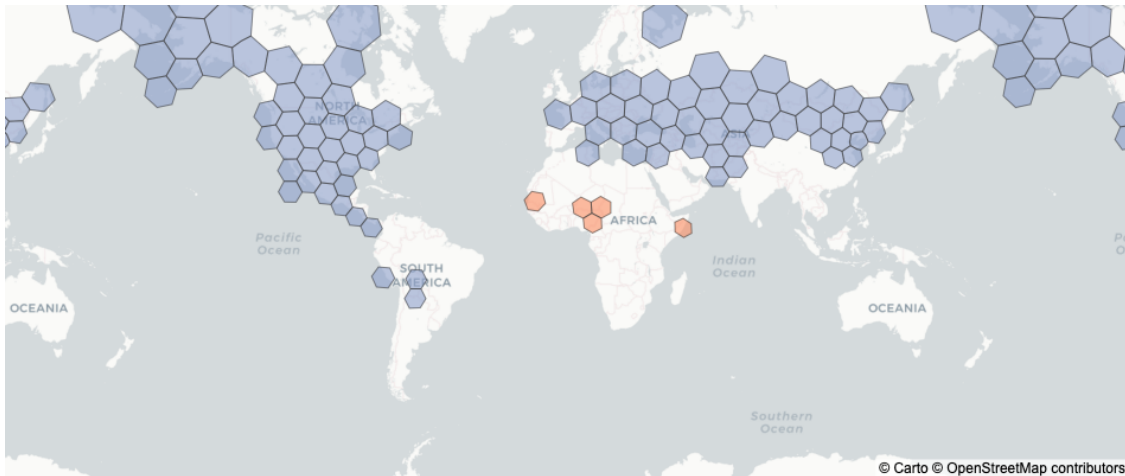 NORTH
AMERICA
ASIA
AFRICA
Pacific
Ocean
SOUTH
AMERICA
Indian
Ocean
OCEANIA
OCEANIA
Southern
Ocean
© Carto © OpenStreetMap contributors